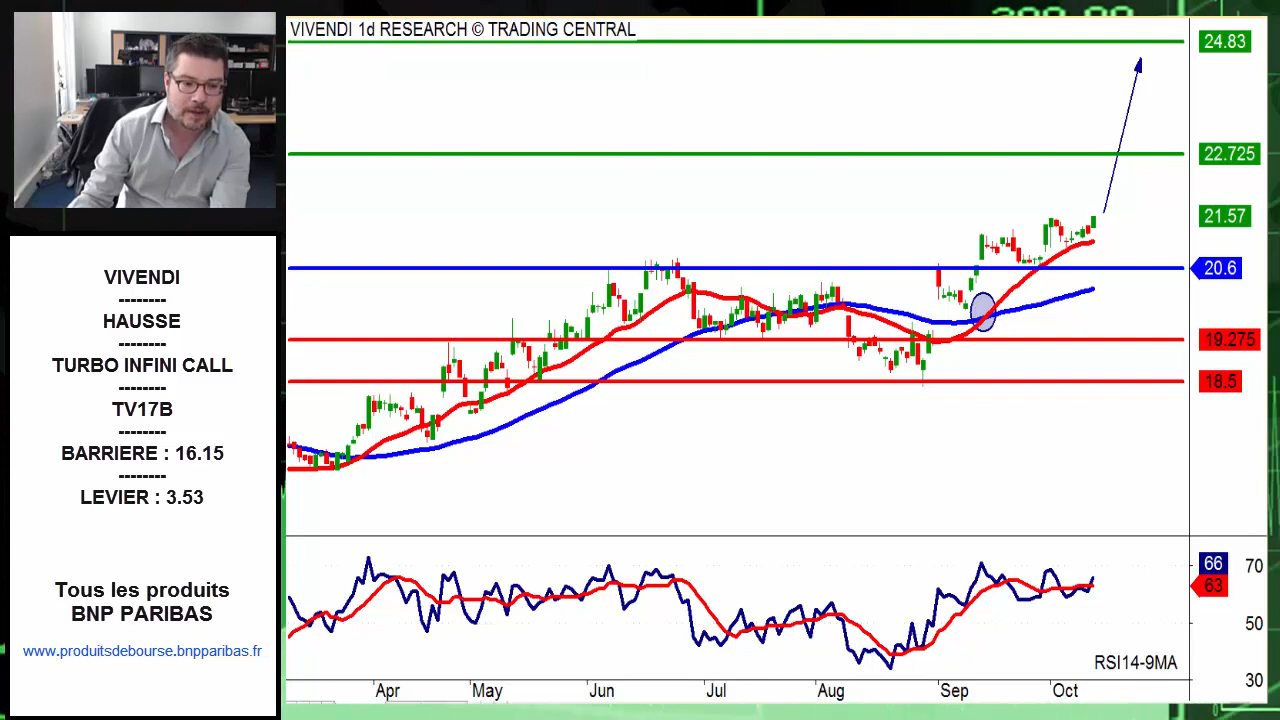 VIVENDI 1d RESEARCH © TRADING CENTRAL
24.83
22.725
21.57
20.6
19.275
18.5
VIVENDI
--------
HAUSSE
--------
TURBO INFINI CALL
--------
TV17B
--------
BARRIERE : 16.15
--------
LEVIER : 3.53
Tous les produits
BNP PARIBAS
www.produitsdebourse.bnpparibas.fr
66
70
63
50
RSI14-9MA
30
Apr May Jun Jul Aug Sep Oct